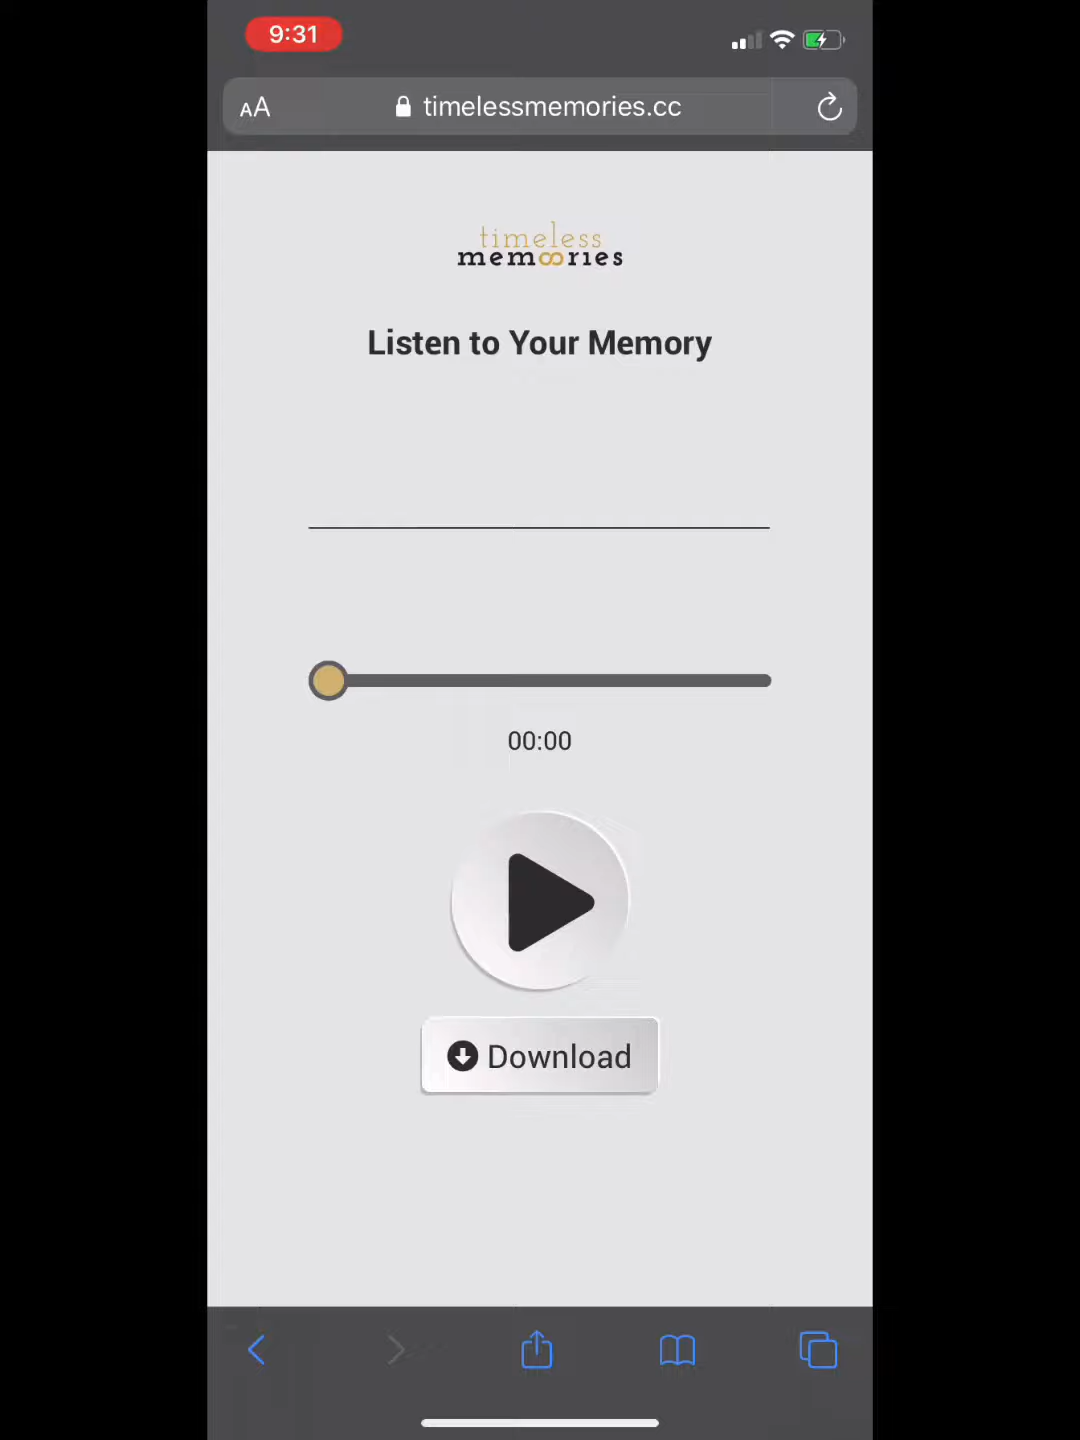 9:31
AA
timelessmemories.cc
timeless
memories
Listen to Your Memory
00:00
Download